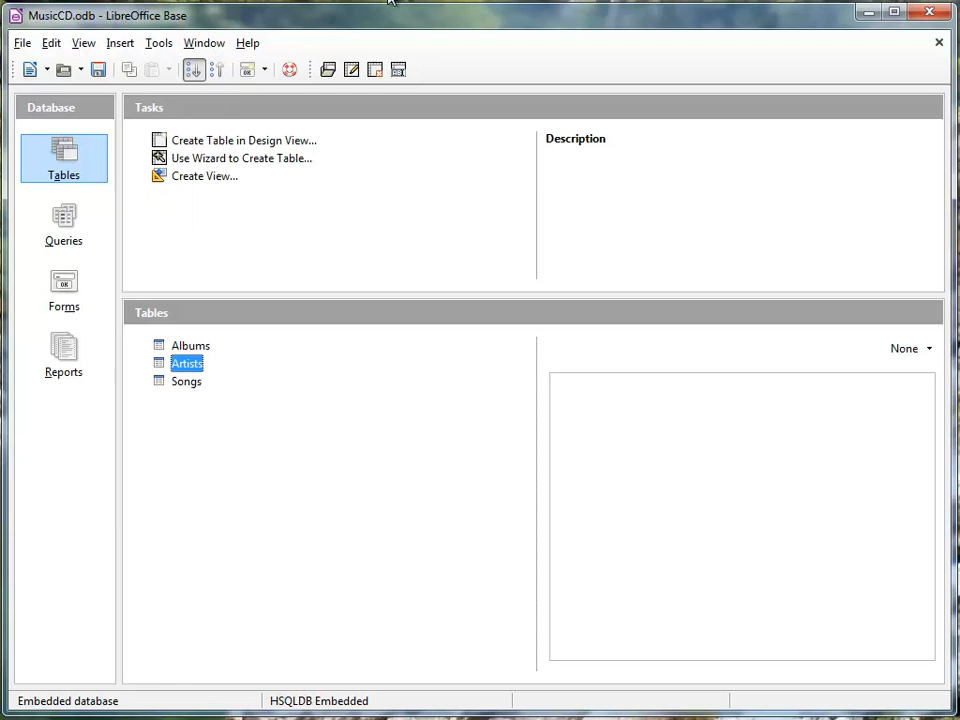 MusicCD.odb - LibreOffice Base
File Edit View Insert Tools Window Help
Database
Tables
Queries
Forms
Reports
Tasks
Create Table in Design View...
Use Wizard to Create Table...
Create View...
Description
Tables
Albums
Artists
Songs
None
Embedded database
HSQLDB Embedded